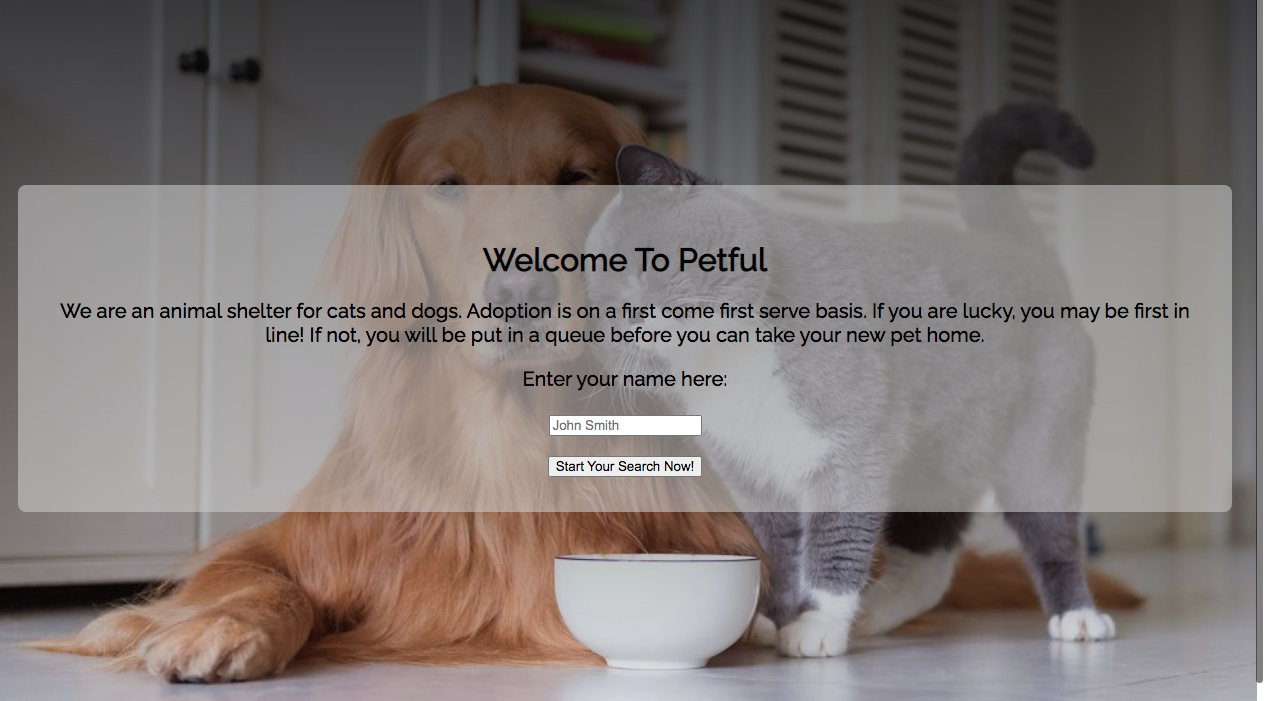 Welcome To Petful
We are an animal shelter for cats and dogs. Adoption is on a first come first serve basis. If you are lucky, you may be first in
line! If not, you will be put in a queue before you can take your new pet home.
Enter your name here:
John Smith
Start Your Search Now!